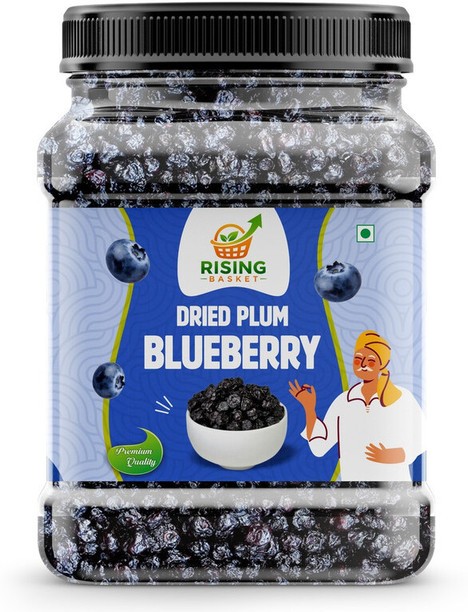 RISING
BASKET
DRIED PLUM
BLUEBERRY
Premium
Quality